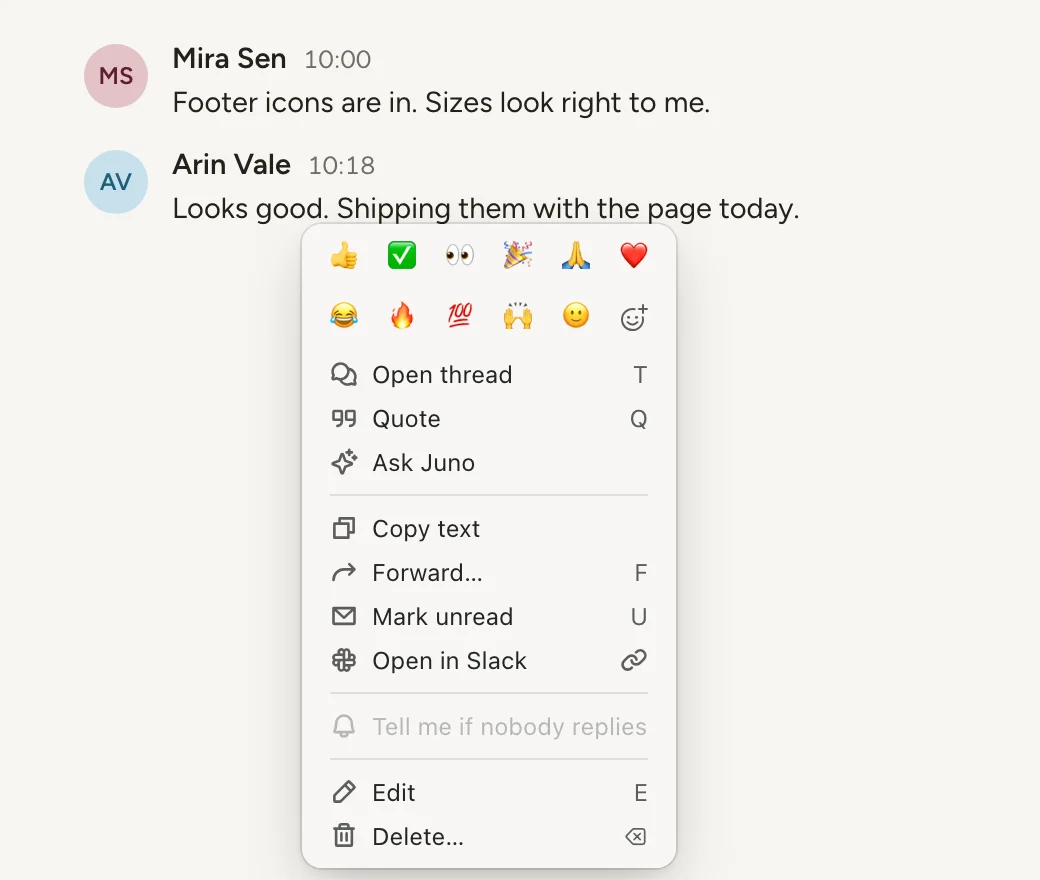 MS
Mira Sen 10:00
Footer icons are in. Sizes look right to me.
AV
Arin Vale 10:18
Looks good. Shipping them with the page today.
👍 ✅ 👀 🎉 🙏 ❤️
😂 🔥 💯 🙌 🙂
Open thread T
Quote Q
Ask Juno
Copy text
Forward... F
Mark unread U
Open in Slack
Tell me if nobody replies
Edit E
Delete...